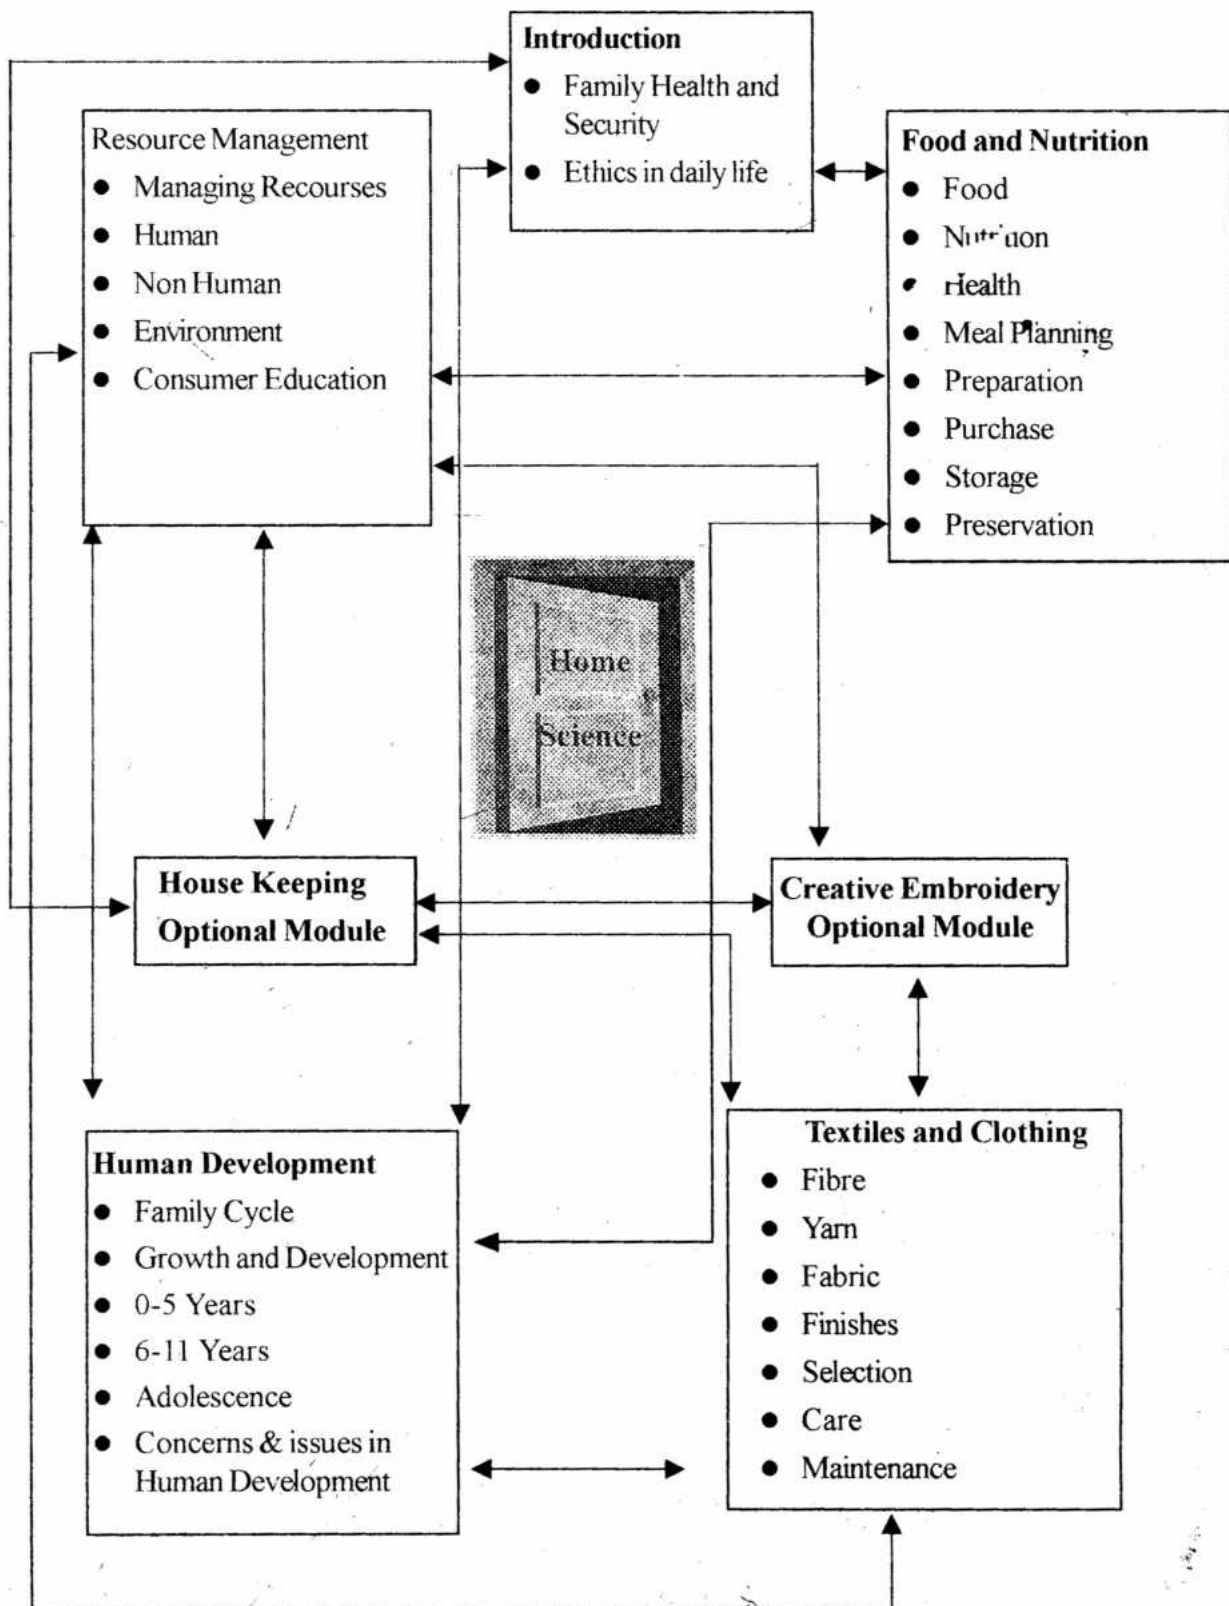 Introduction
● Family Health and
Security
● Ethics in daily life
Resource Management
● Managing Recourses
● Human
● Non Human
● Environment
● Consumer Education
Food and Nutrition
● Food
● Nutrition
● Health
● Meal Planning
● Preparation
● Purchase
● Storage
● Preservation
Home
Science
House Keeping
Optional Module
Creative Embroidery
Optional Module
Human Development
● Family Cycle
● Growth and Development
● 0-5 Years
● 6-11 Years
● Adolescence
● Concerns & issues in
Human Development
Textiles and Clothing
● Fibre
● Yarn
● Fabric
● Finishes
● Selection
● Care
● Maintenance